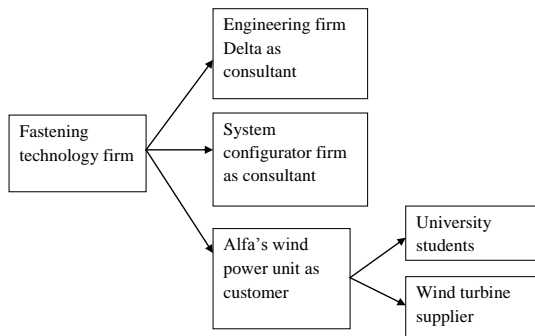 Engineering firm
Delta as
consultant
Fastening
technology firm
System
configurator firm
as consultant
Alfa's wind
power unit as
customer
University
students
Wind turbine
supplier